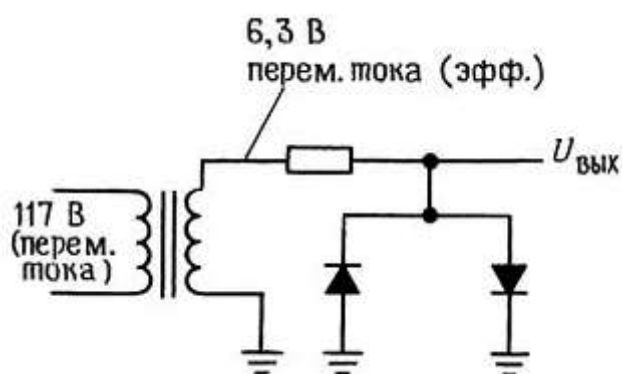 6,3 В
перем. тока (эфф.)
Uвых
117 В
(перем.
тока)